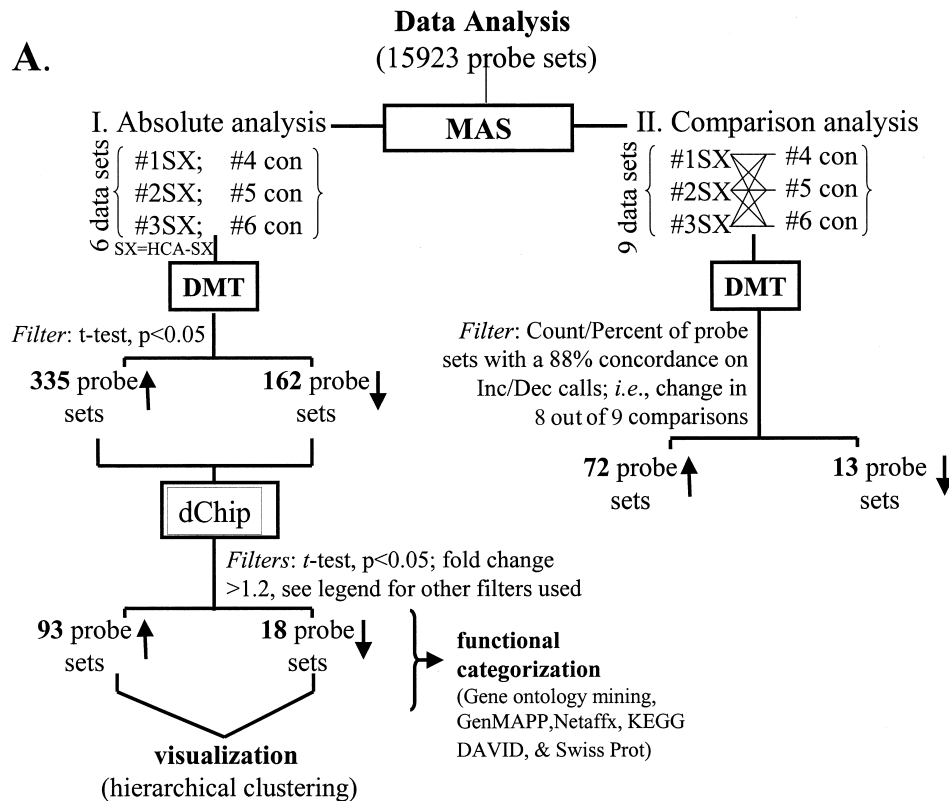 Data Analysis
A.
(15923 probe sets)
MAS
I. Absolute analysis
6 data sets
#1SX; #4 con
#2SX; #5 con
#3SX; #6 con
SX=HCA-SX
DMT
Filter: t-test, p<0.05
335 probe
sets
162 probe
sets
dChip
Filters: t-test, p<0.05; fold change
>1.2, see legend for other filters used
93 probe
sets
18 probe
sets
visualization
(hierarchical clustering)
functional
categorization
(Gene ontology mining,
GenMAPP,Netaffx, KEGG
DAVID, & Swiss Prot)
II. Comparison analysis
9 data sets
#1SX #4 con
#2SX #5 con
#3SX #6 con
DMT
Filter: Count/Percent of probe
sets with a 88% concordance on
Inc/Dec calls; i.e., change in
8 out of 9 comparisons
72 probe
sets
13 probe
sets